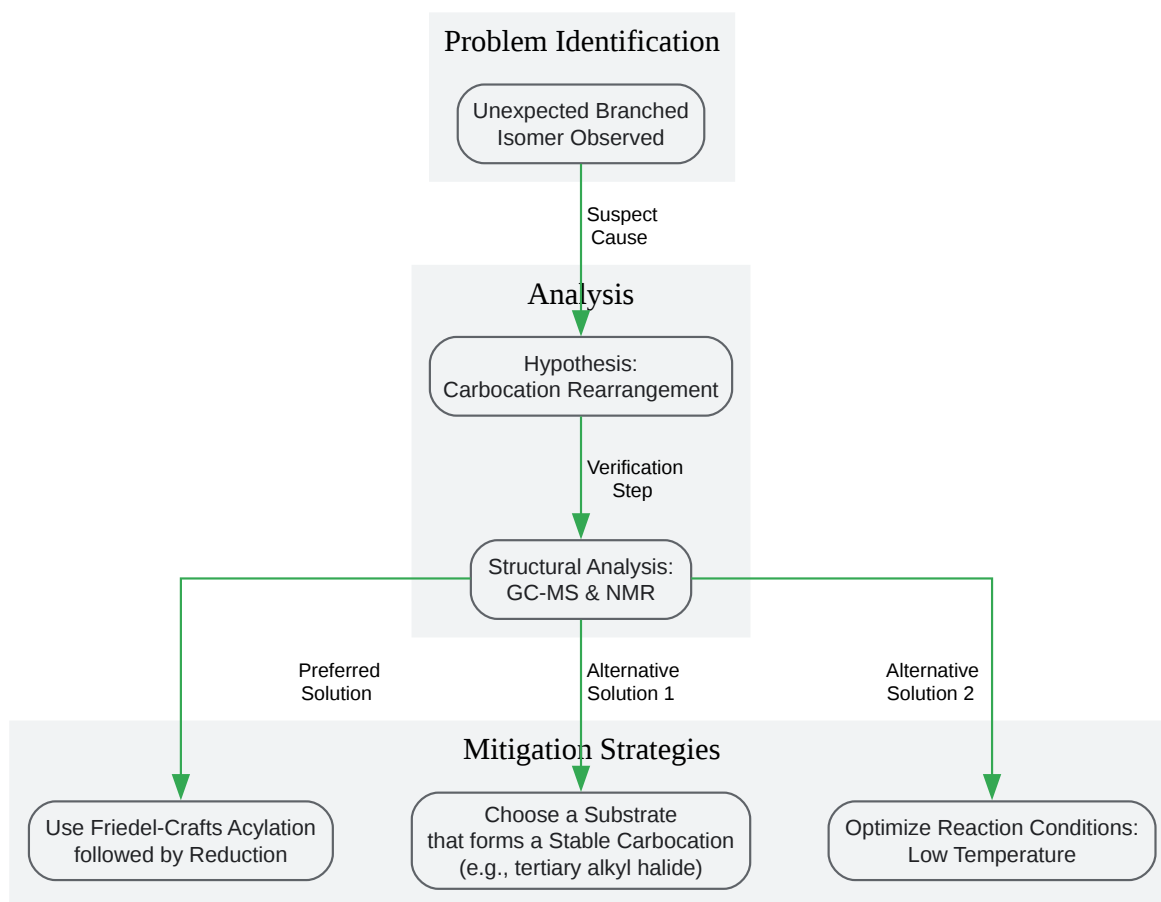 Problem Identification
Unexpected Branched
Isomer Observed
Suspect
Cause
Analysis
Hypothesis:
Carbocation Rearrangement
Verification
Step
Structural Analysis:
GC-MS & NMR
Preferred
Solution
Alternative
Solution 1
Alternative
Solution 2
Mitigation Strategies
Use Friedel-Crafts Acylation
followed by Reduction
Choose a Substrate
that forms a Stable Carbocation
(e.g., tertiary alkyl halide)
Optimize Reaction Conditions:
Low Temperature